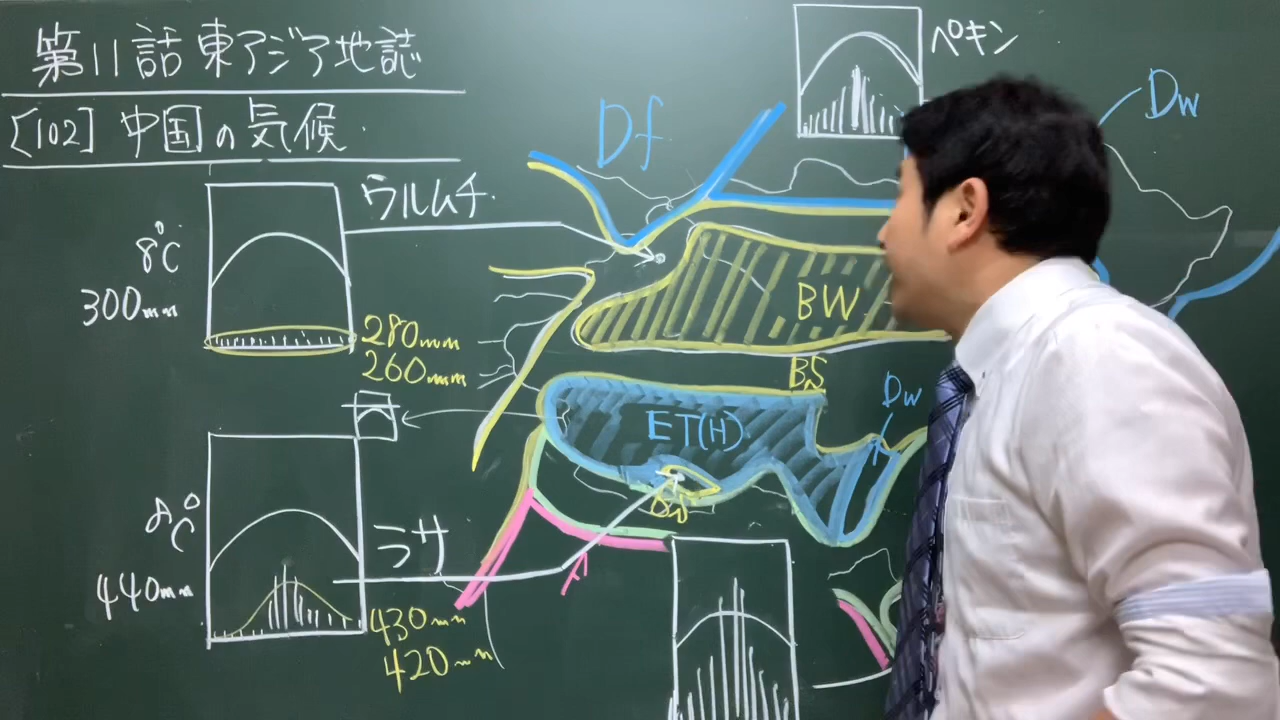 第11話 東アジア地誌
[102] 中国の気候
ペキン
Df
Dw
ウルムチ
8℃
300mm
280mm
260mm
BW
BS
Dw
ET(H)
BS
ラサ
8℃
440mm
430mm
420mm